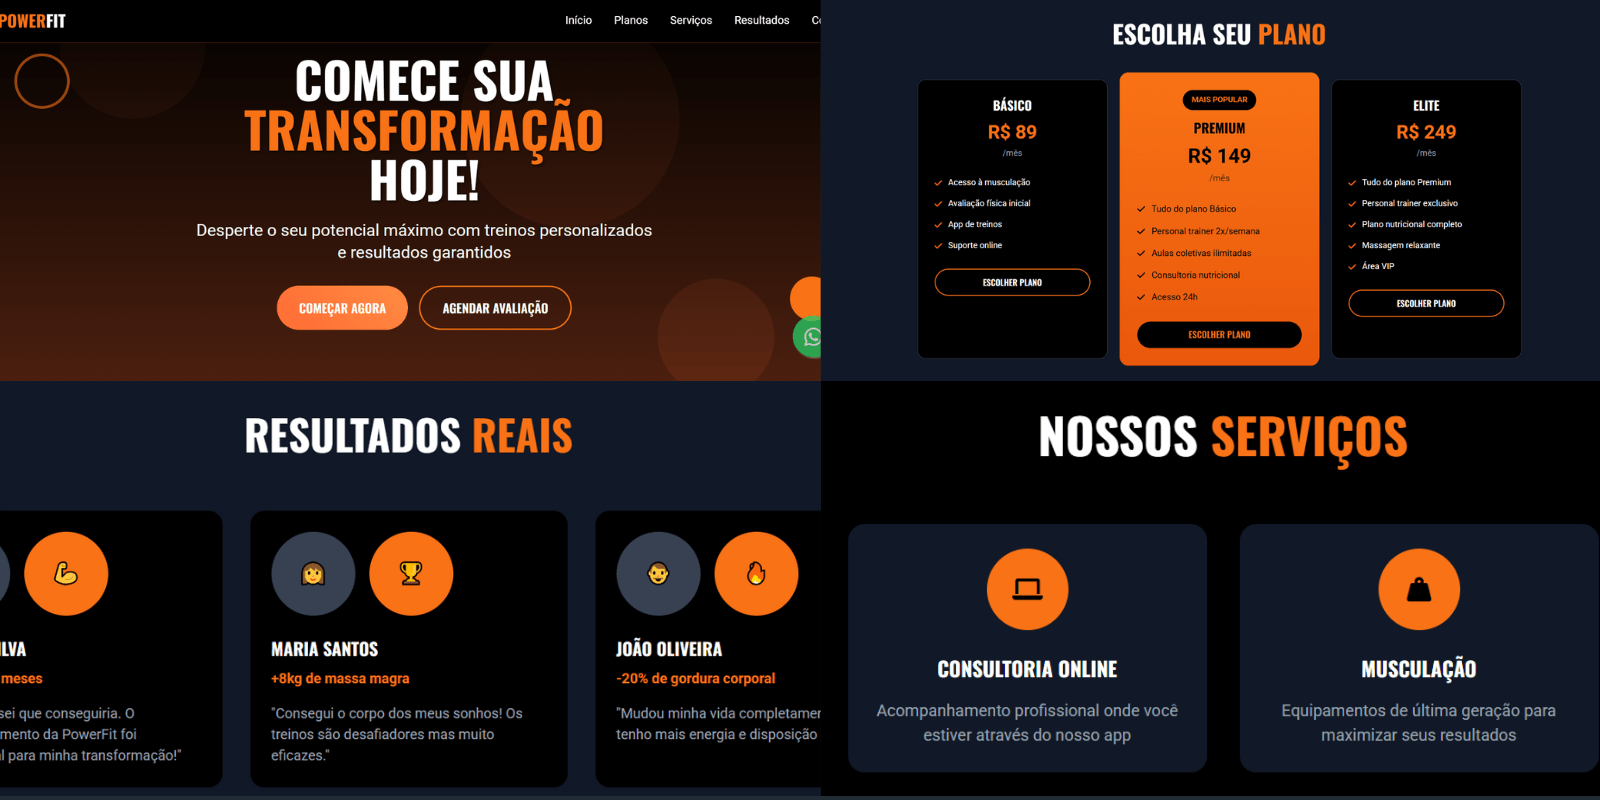 POWERFIT
Início Planos Serviços Resultados
COMECE SUA
TRANSFORMAÇÃO
HOJE!
Desperte o seu potencial máximo com treinos personalizados
e resultados garantidos
COMEÇAR AGORA
AGENDAR AVALIAÇÃO
ESCOLHA SEU PLANO
BÁSICO
R$ 89
/mês
Acesso à musculação
Avaliação física inicial
App de treinos
Suporte online
ESCOLHER PLANO
MAIS POPULAR
PREMIUM
R$ 149
/mês
Tudo do plano Básico
Personal trainer 2x/semana
Aulas coletivas ilimitadas
Consultoria nutricional
Acesso 24h
ESCOLHER PLANO
ELITE
R$ 249
/mês
Tudo do plano Premium
Personal trainer exclusivo
Plano nutricional completo
Massagem relaxante
Área VIP
ESCOLHER PLANO
RESULTADOS REAIS
LVA
meses
sei que conseguiria. O
mento da PowerFit foi
l para minha transformação!"
MARIA SANTOS
+8kg de massa magra
"Consegui o corpo dos meus sonhos! Os
treinos são desafiadores mas muito
eficazes."
JOÃO OLIVEIRA
-20% de gordura corporal
"Mudou minha vida completamer
tenho mais energia e disposição
NOSSOS SERVIÇOS
CONSULTORIA ONLINE
Acompanhamento profissional onde você
estiver através do nosso app
MUSCULAÇÃO
Equipamentos de última geração para
maximizar seus resultados